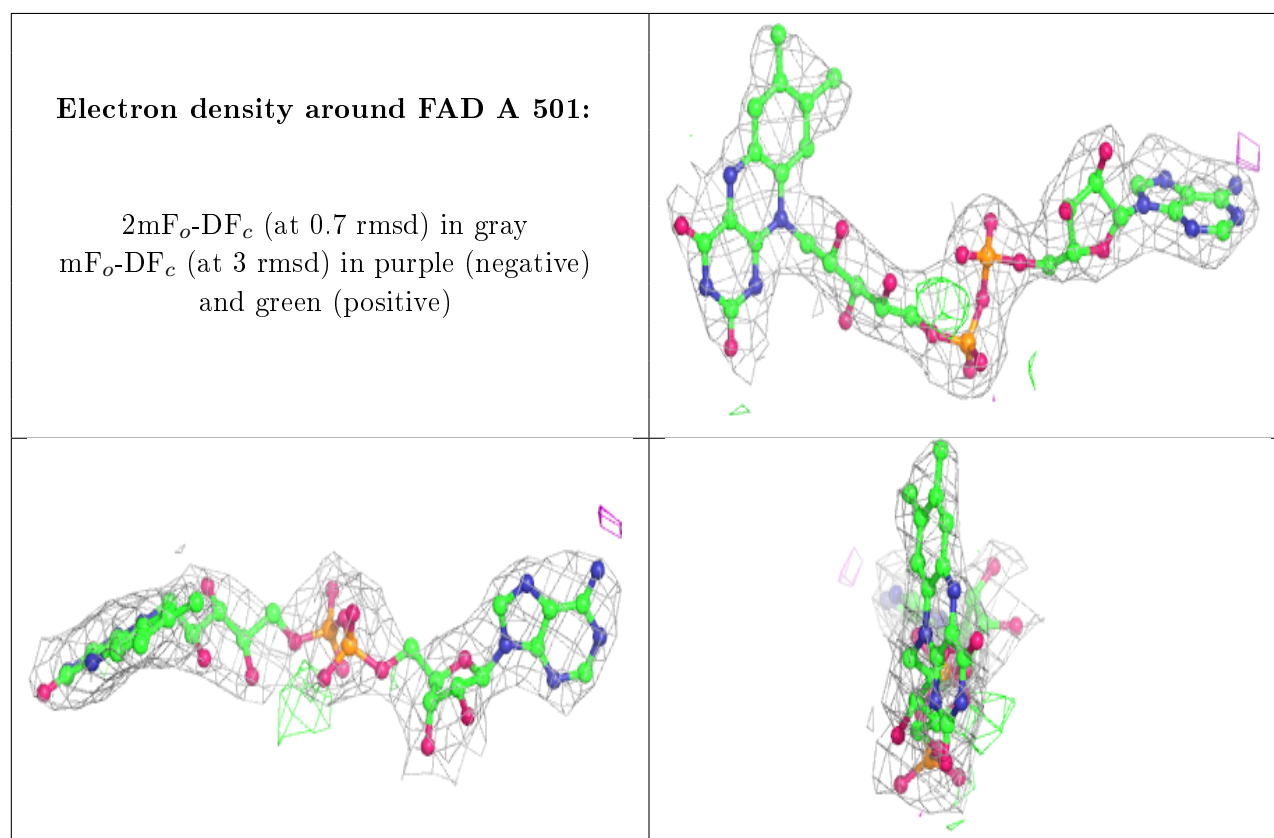 Electron density around FAD A 501:
2mFo-DFc (at 0.7 rmsd) in gray
mFo-DFc (at 3 rmsd) in purple (negative)
and green (positive)